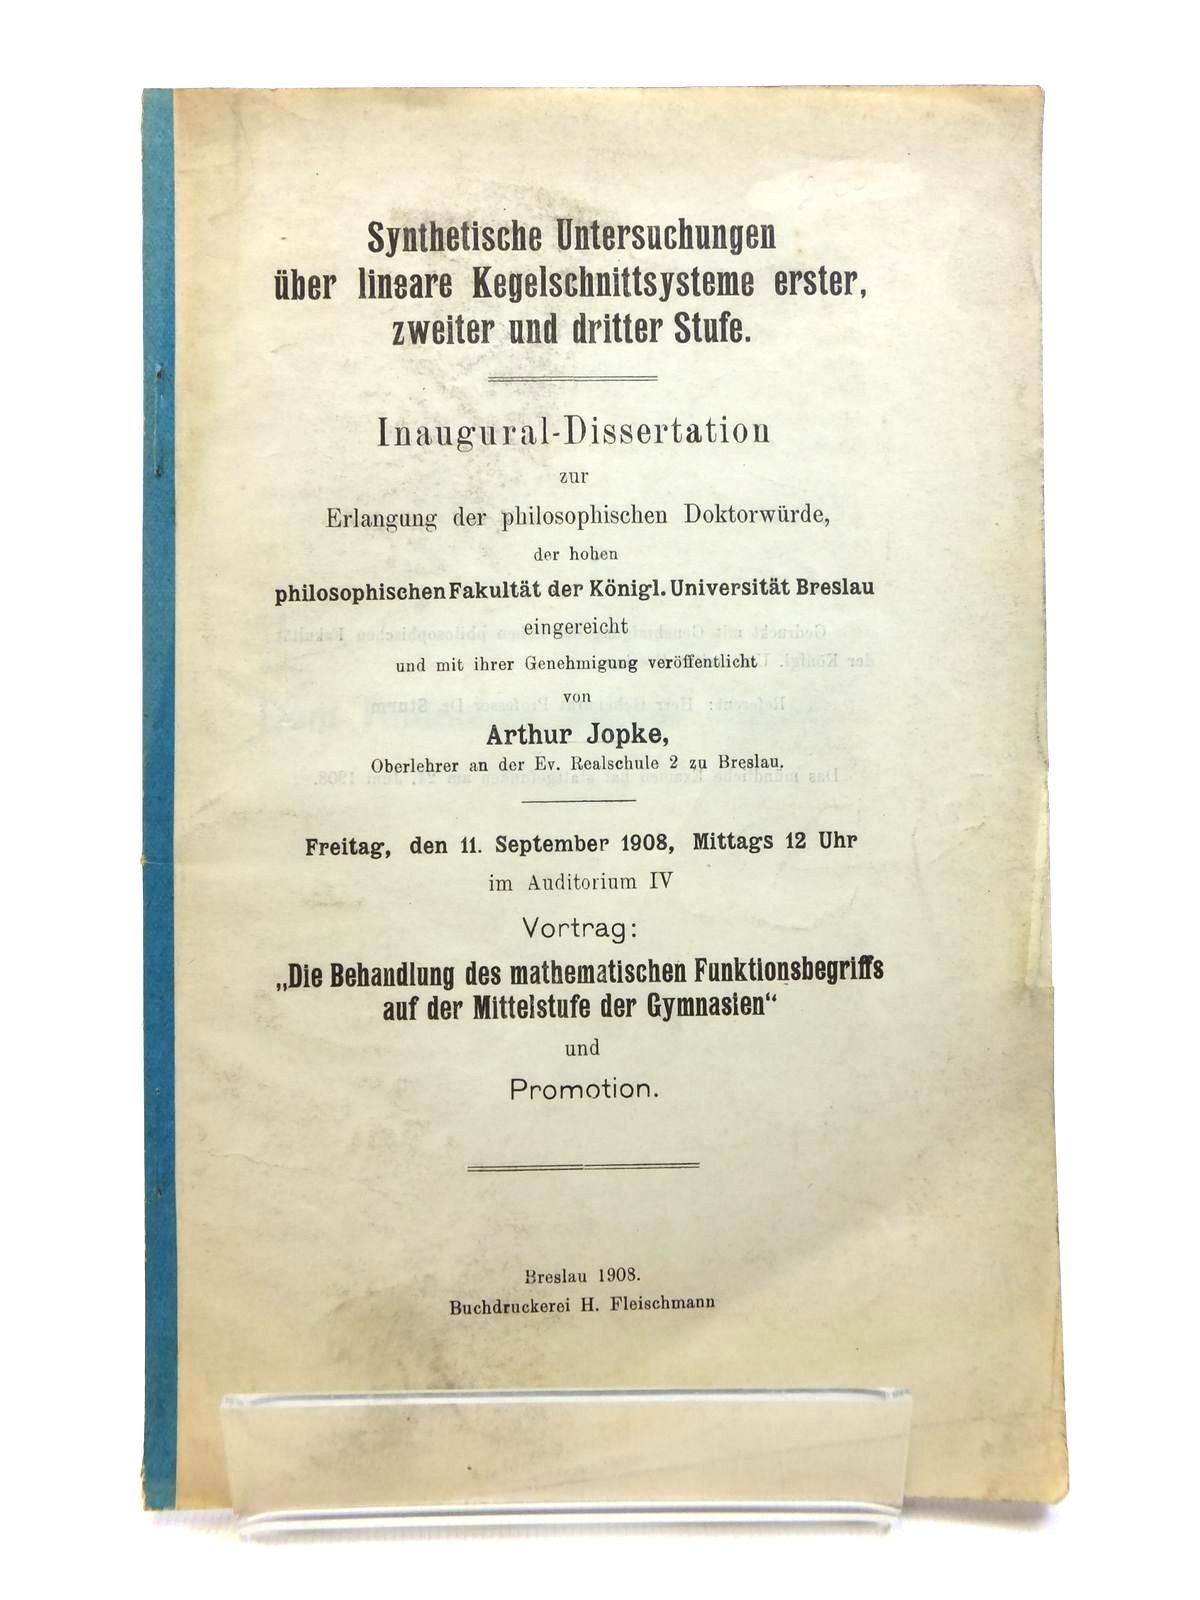 Synthetische Untersuchungen
über lineare Kegelschnittsysteme erster,
zweiter und dritter Stufe.
Inaugural-Dissertation
zur
Erlangung der philosophischen Doktorwürde,
der hohen
philosophischen Fakultät der Königl. Universität Breslau
eingereicht
und mit ihrer Genehmigung veröffentlicht
von
Arthur Jopke,
Oberlehrer an der Ev. Realschule 2 zu Breslau.
Freitag, den 11. September 1908, Mittags 12 Uhr
im Auditorium IV
Vortrag:
„Die Behandlung des mathematischen Funktionsbegriffs
auf der Mittelstufe der Gymnasien“
und
Promotion.
Breslau 1908.
Buchdruckerei H. Fleischmann